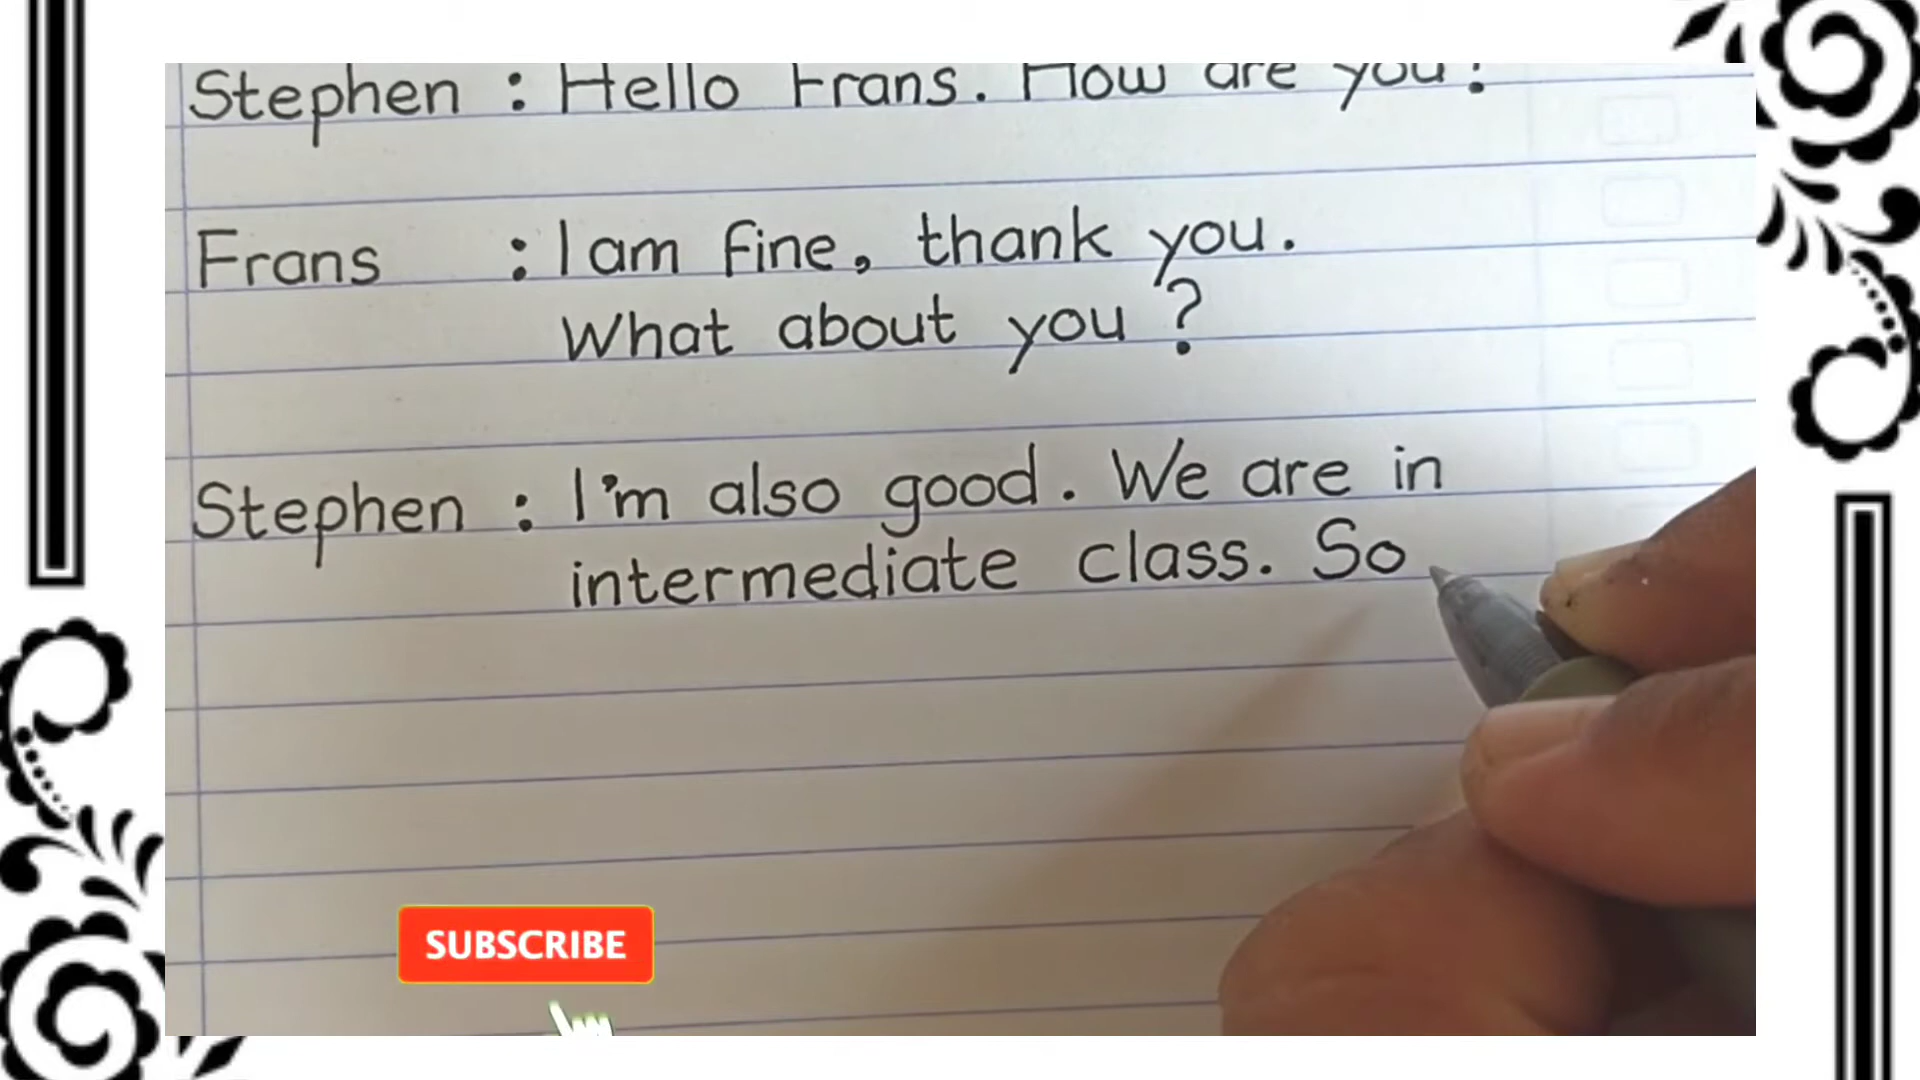 Stephen : Hello Frans. How are you?
Frans : I am fine, thank you.
What about you ?
Stephen : I'm also good. We are in
intermediate class. So
SUBSCRIBE